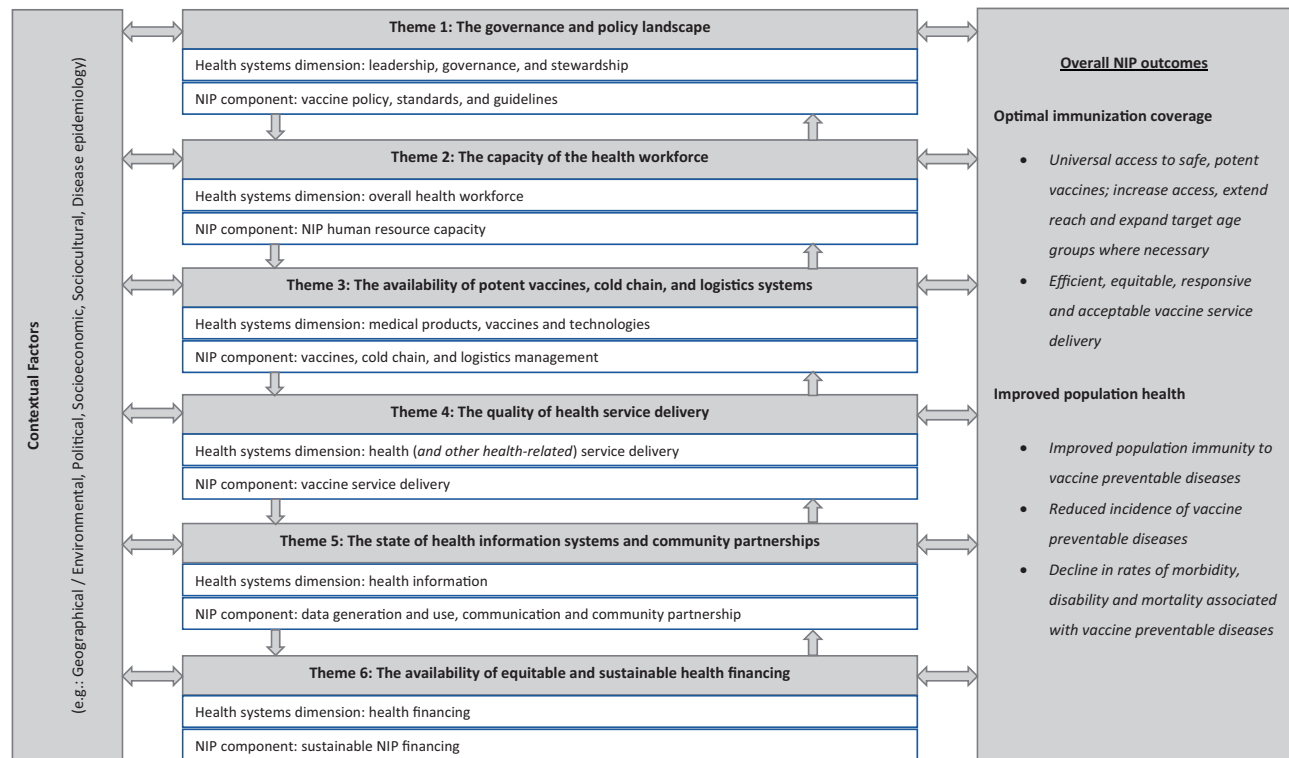 Contextual Factors
(e.g.: Geographical / Environmental, Political, Socioeconomic, Sociocultural, Disease epidemiology)
Theme 1: The governance and policy landscape
Health systems dimension: leadership, governance, and stewardship
NIP component: vaccine policy, standards, and guidelines
Theme 2: The capacity of the health workforce
Health systems dimension: overall health workforce
NIP component: NIP human resource capacity
Theme 3: The availability of potent vaccines, cold chain, and logistics systems
Health systems dimension: medical products, vaccines and technologies
NIP component: vaccines, cold chain, and logistics management
Theme 4: The quality of health service delivery
Health systems dimension: health (and other health-related) service delivery
NIP component: vaccine service delivery
Theme 5: The state of health information systems and community partnerships
Health systems dimension: health information
NIP component: data generation and use, communication and community partnership
Theme 6: The availability of equitable and sustainable health financing
Health systems dimension: health financing
NIP component: sustainable NIP financing
Overall NIP outcomes
Optimal immunization coverage
• Universal access to safe, potent
vaccines; increase access, extend
reach and expand target age
groups where necessary
• Efficient, equitable, responsive
and acceptable vaccine service
delivery
Improved population health
• Improved population immunity to
vaccine preventable diseases
• Reduced incidence of vaccine
preventable diseases
• Decline in rates of morbidity,
disability and mortality associated
with vaccine preventable diseases